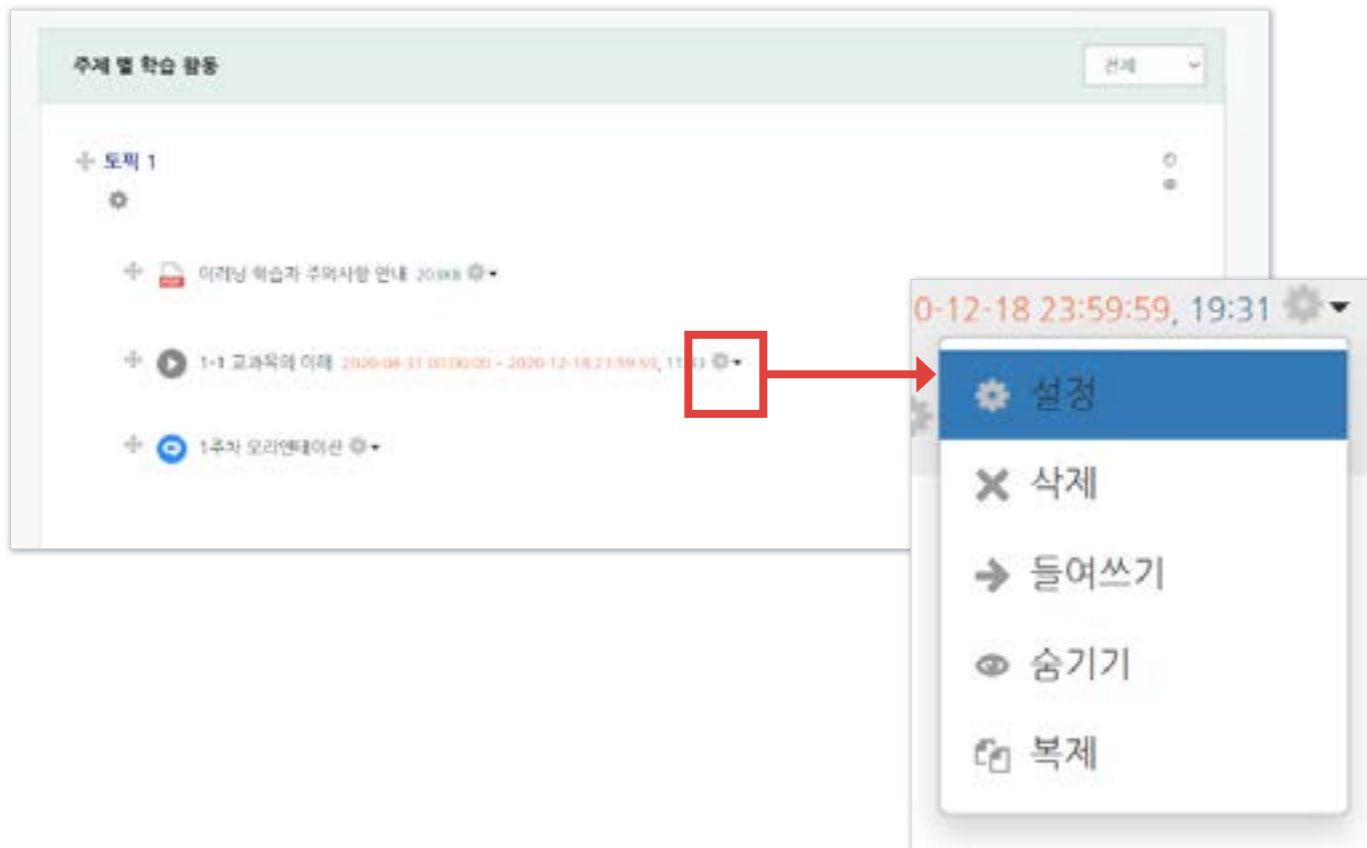 주제 별 학습 활동
전체
토픽 1
이러닝 학습자 주의사항 안내 203KB
1-1 교과목의 이해 2020-08-31 00:00:00 ~ 2020-12-18 23:59:59,
1주차 오리엔테이션
0-12-18 23:59:59, 19:31
설정
삭제
들여쓰기
숨기기
복제